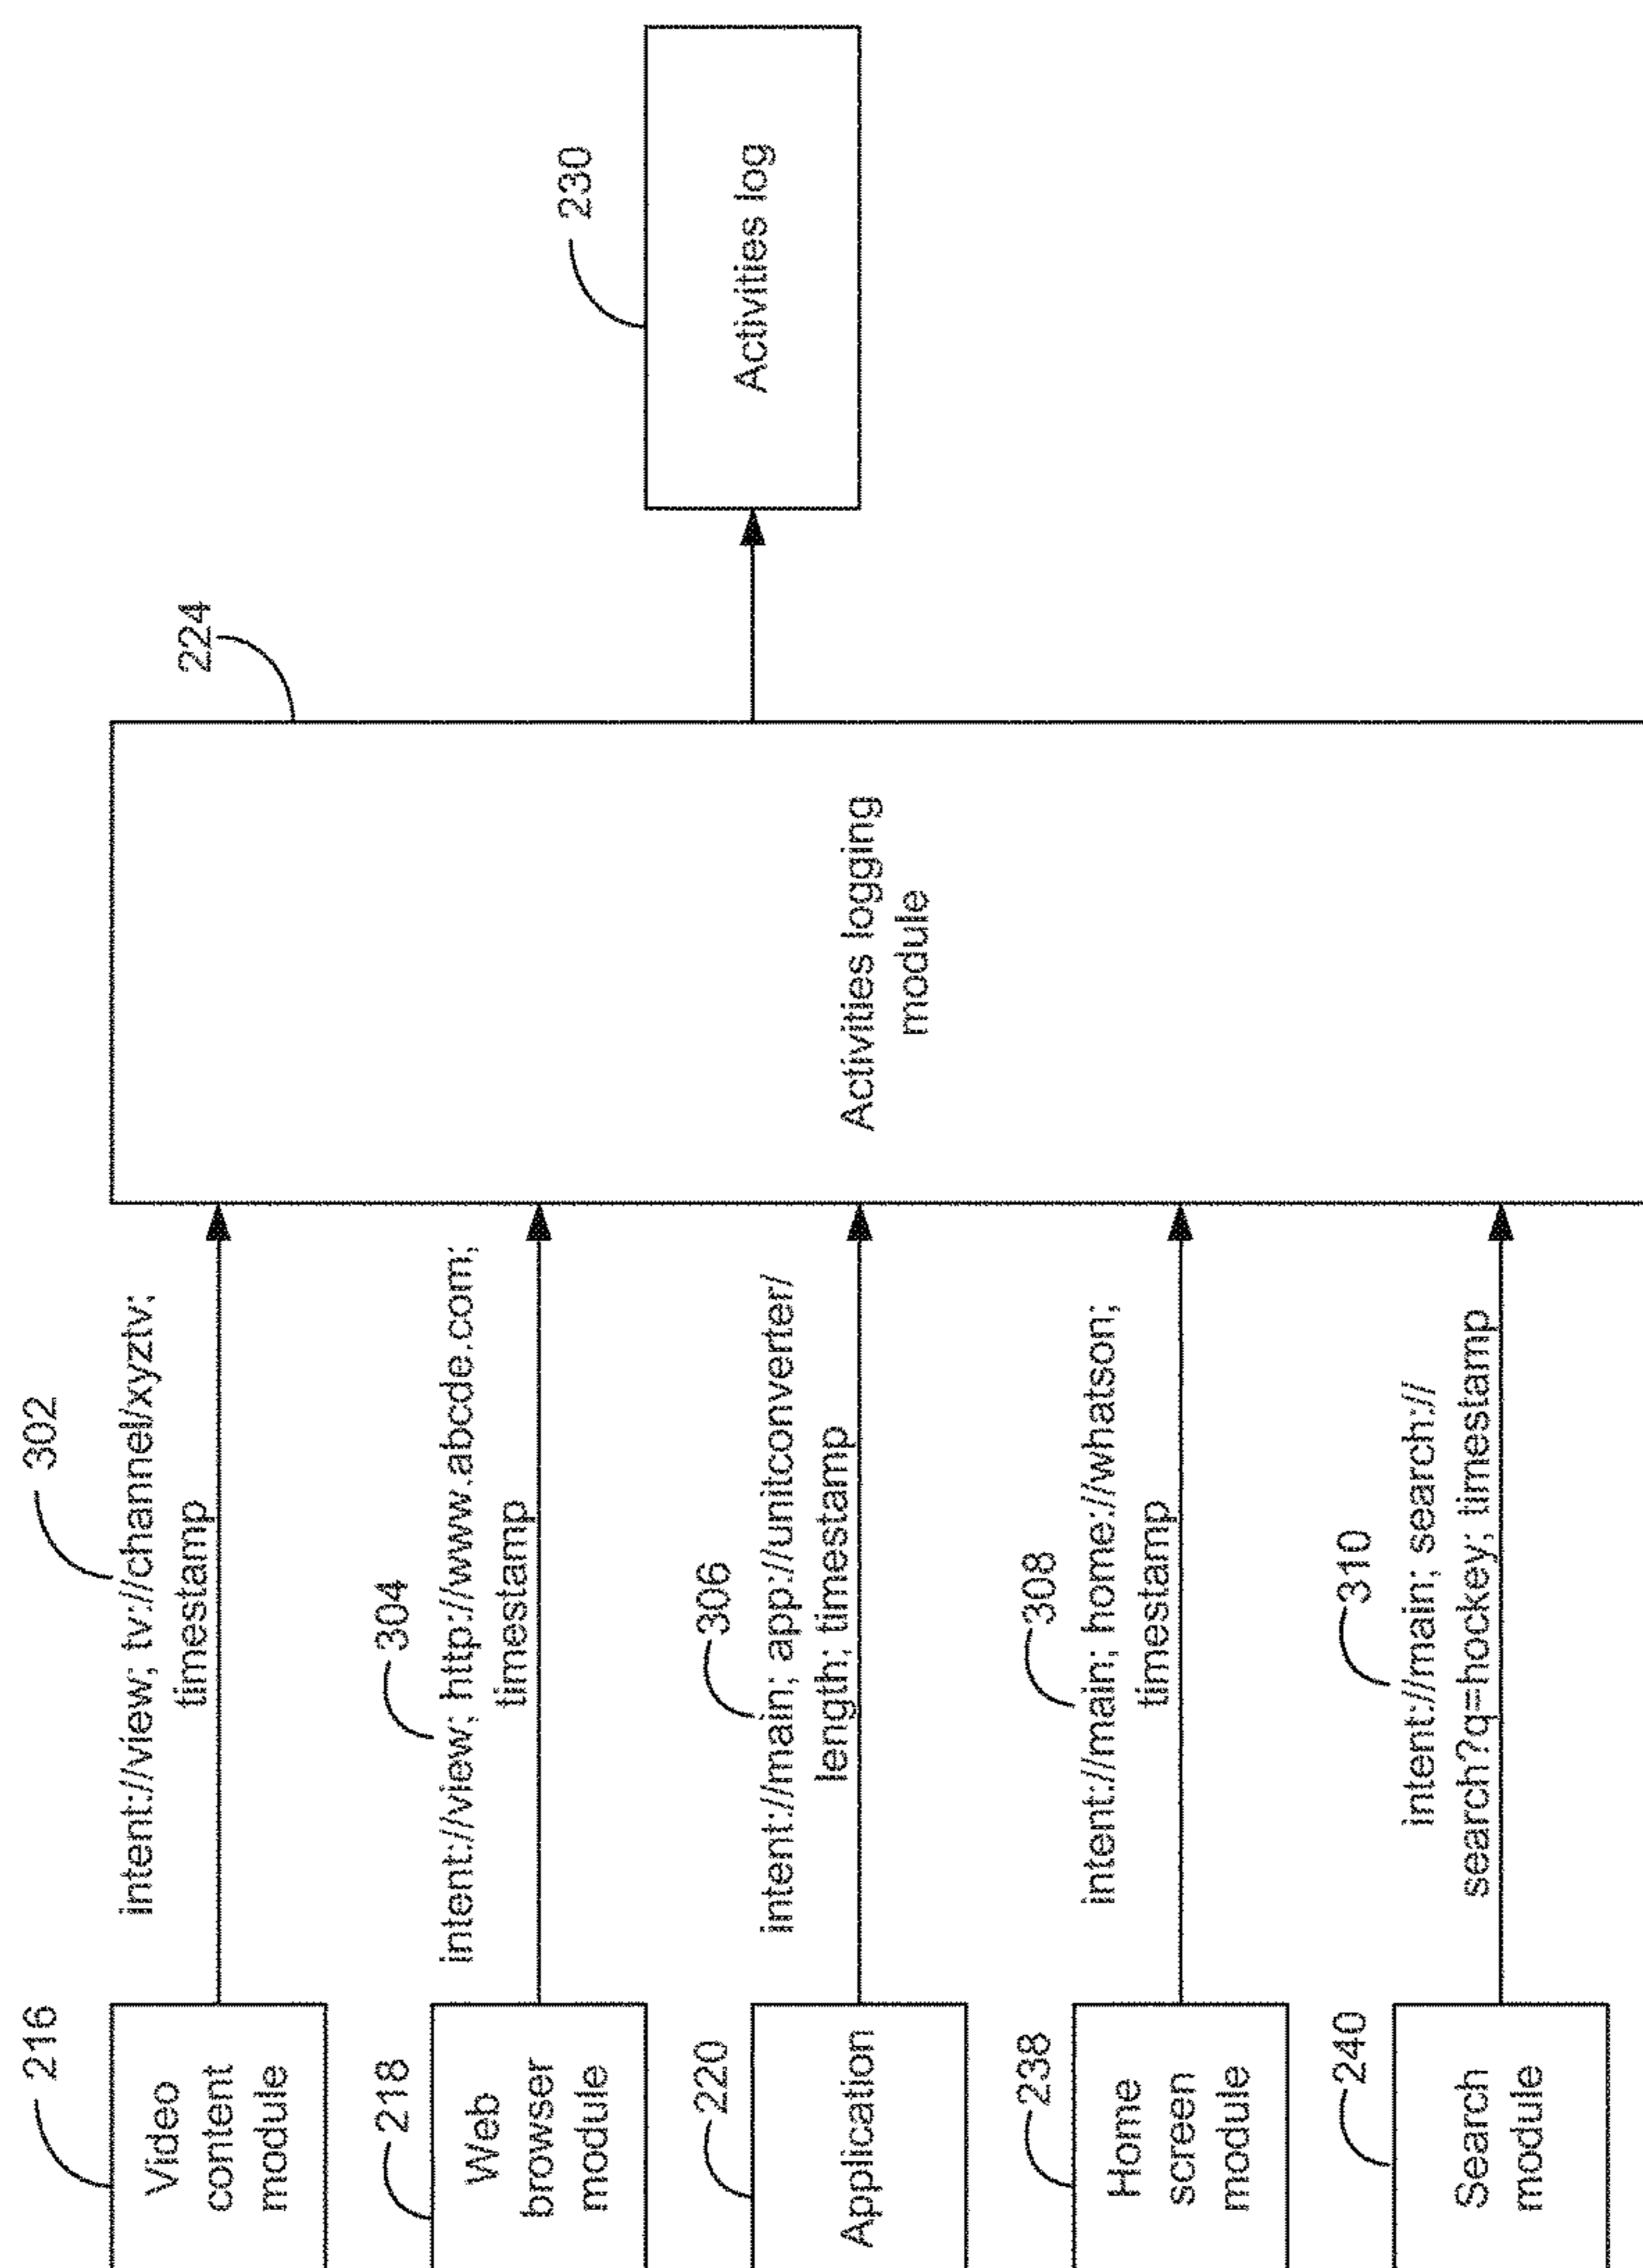 216
Video
content
module
302
intent://view; tv://channel/xyztv;
timestamp
218
Web
browser
module
304
intent://view; http://www.abcde.com;
timestamp
220
Application
306
intent://main; app://unitconverter/
length; timestamp
238
Home
screen
module
308
intent://main; home://whatson;
timestamp
240
Search
module
310
intent://main; search://
search?q=hockey; timestamp
224
Activities logging
module
230
Activities log